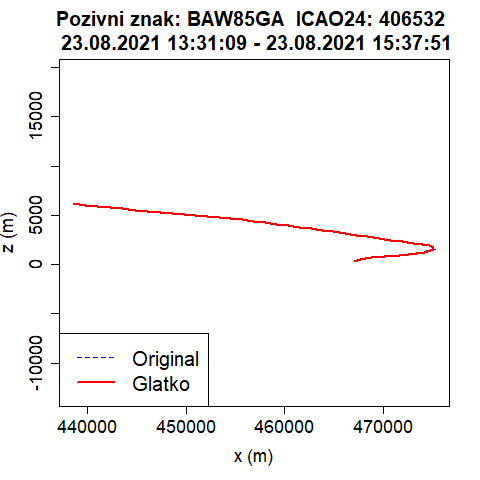 Pozivni znak: BAW85GA  ICAO24: 406532
23.08.2021 13:31:09 - 23.08.2021 15:37:51
15000
5000
0
-10000
z (m)
Original
Glatko
440000
450000
460000
470000
x (m)